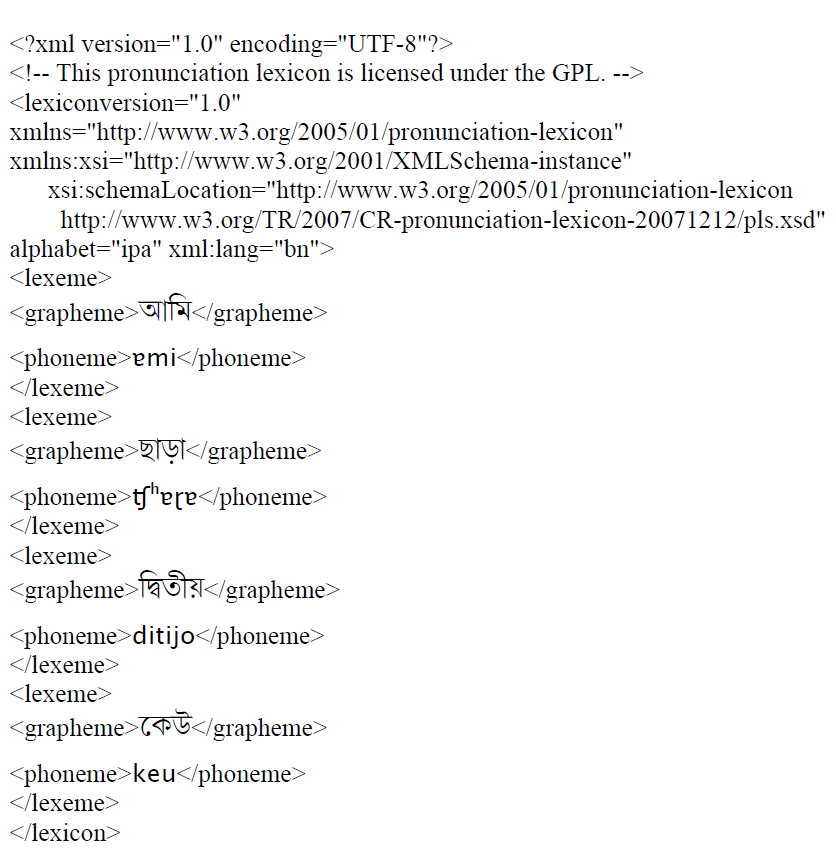 <?xml version="1.0" encoding="UTF-8"?>
<!-- This pronunciation lexicon is licensed under the GPL. -->
<lexiconversion="1.0"
xmlns="http://www.w3.org/2005/01/pronunciation-lexicon"
xmlns:xsi="http://www.w3.org/2001/XMLSchema-instance"
xsi:schemaLocation="http://www.w3.org/2005/01/pronunciation-lexicon
http://www.w3.org/TR/2007/CR-pronunciation-lexicon-20071212/pls.xsd"
alphabet="ipa" xml:lang="bn">
<lexeme>
<grapheme>আমি</grapheme>
<phoneme>ɐmi</phoneme>
</lexeme>
<lexeme>
<grapheme>ছাড়া</grapheme>
<phoneme>ʧʰɐɽɐ</phoneme>
</lexeme>
<lexeme>
<grapheme>দ্বিতীয়</grapheme>
<phoneme>ditijo</phoneme>
</lexeme>
<lexeme>
<grapheme>কেউ</grapheme>
<phoneme>keu</phoneme>
</lexeme>
</lexicon>